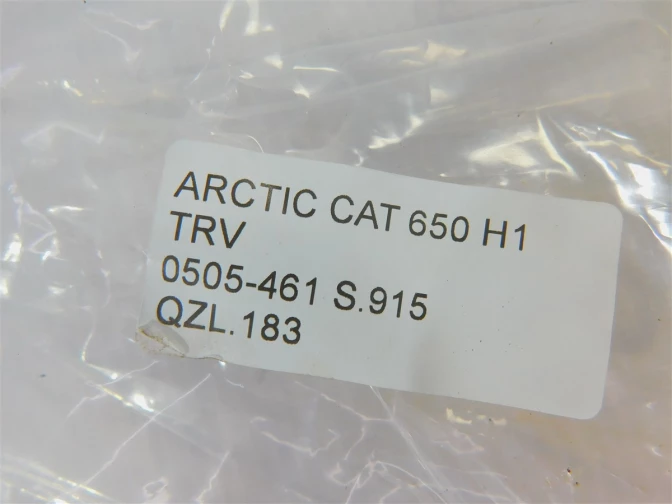 ARCTIC CAT 650 H1
TRV
0505-461 S.915
QZL.183